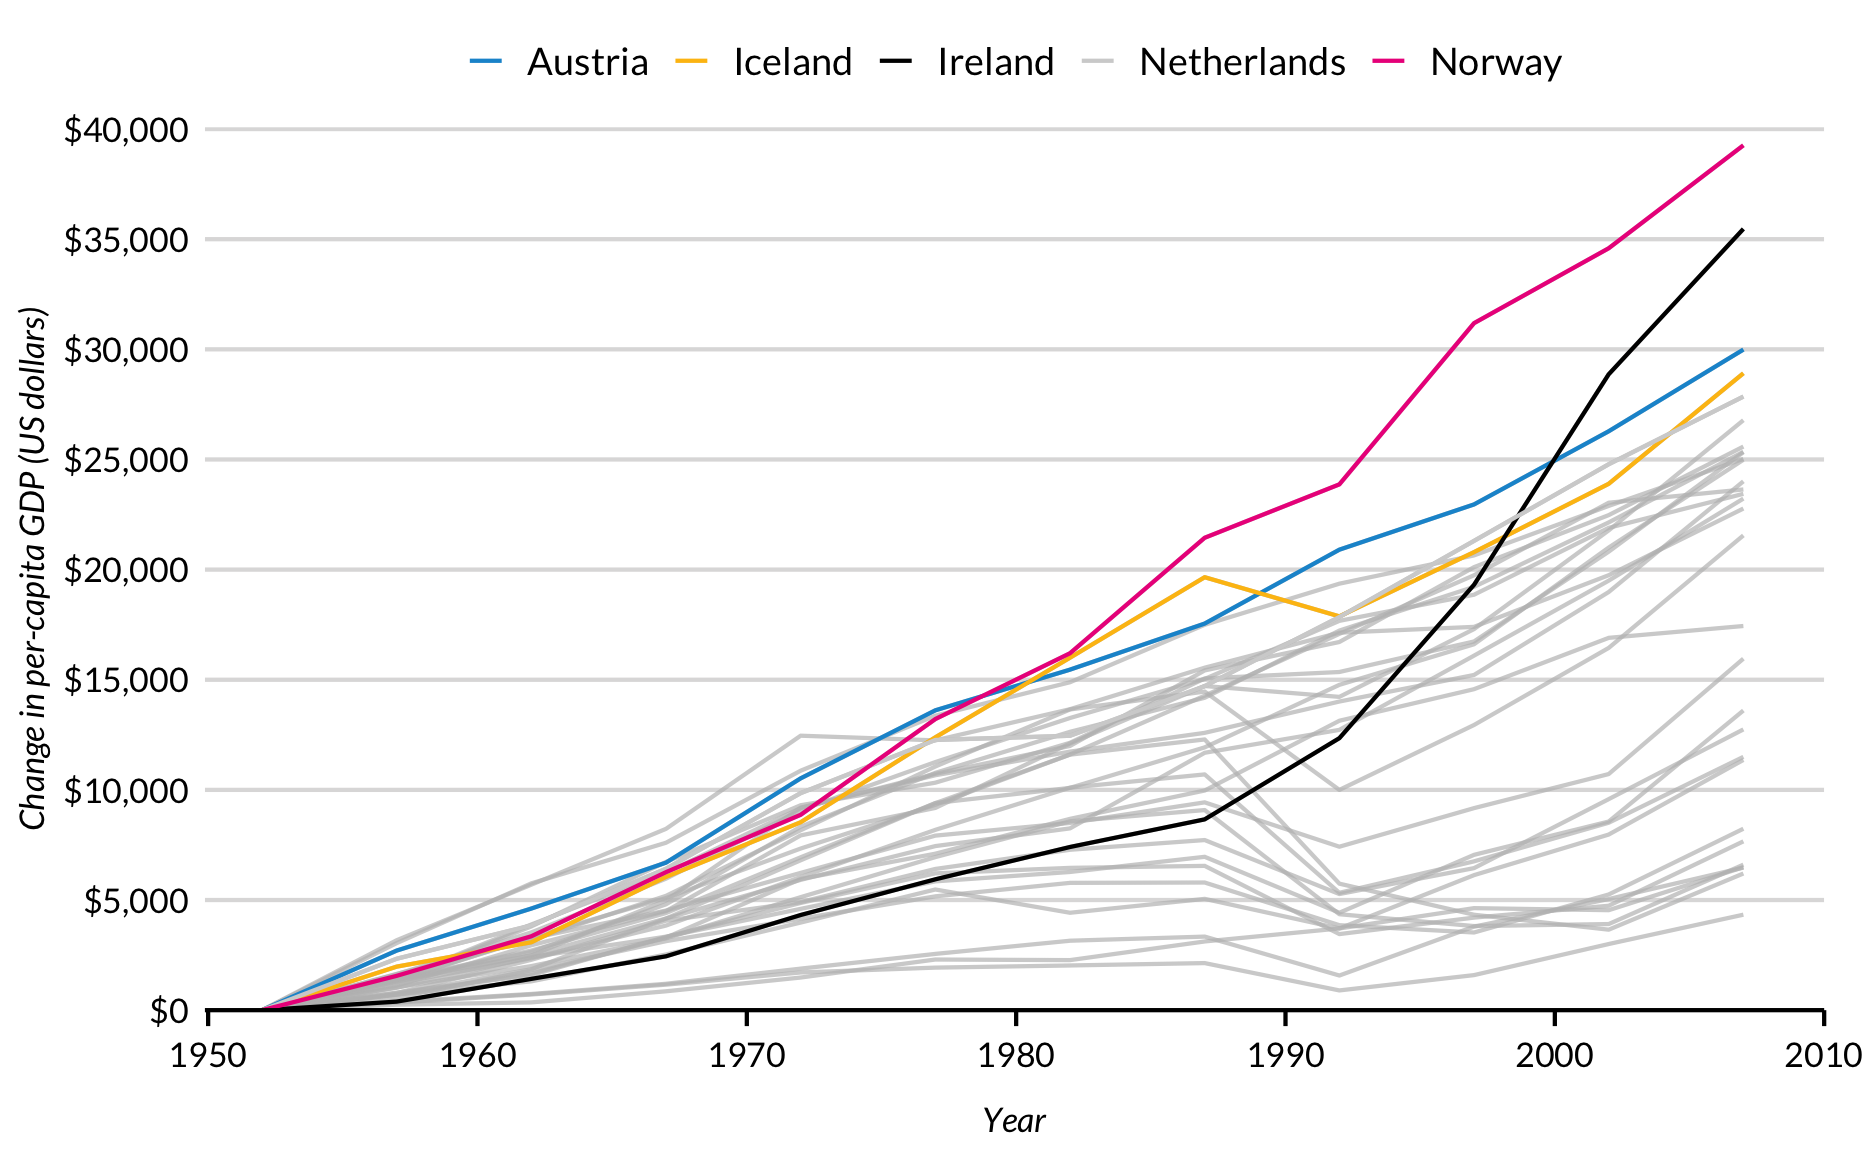 Austria Iceland Ireland Netherlands Norway
$40,000
$35,000
$30,000
$25,000
$20,000
$15,000
$10,000
$5,000
$0
Change in per-capita GDP (US dollars)
1950 1960 1970 1980 1990 2000 2010
Year